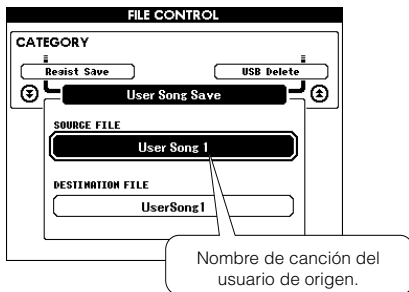 FILE CONTROL
CATEGORY
Regist Save
USB Delete
User Song Save
SOURCE FILE
User Song 1
DESTINATION FILE
UserSong1
Nombre de canción del
usuario de origen.